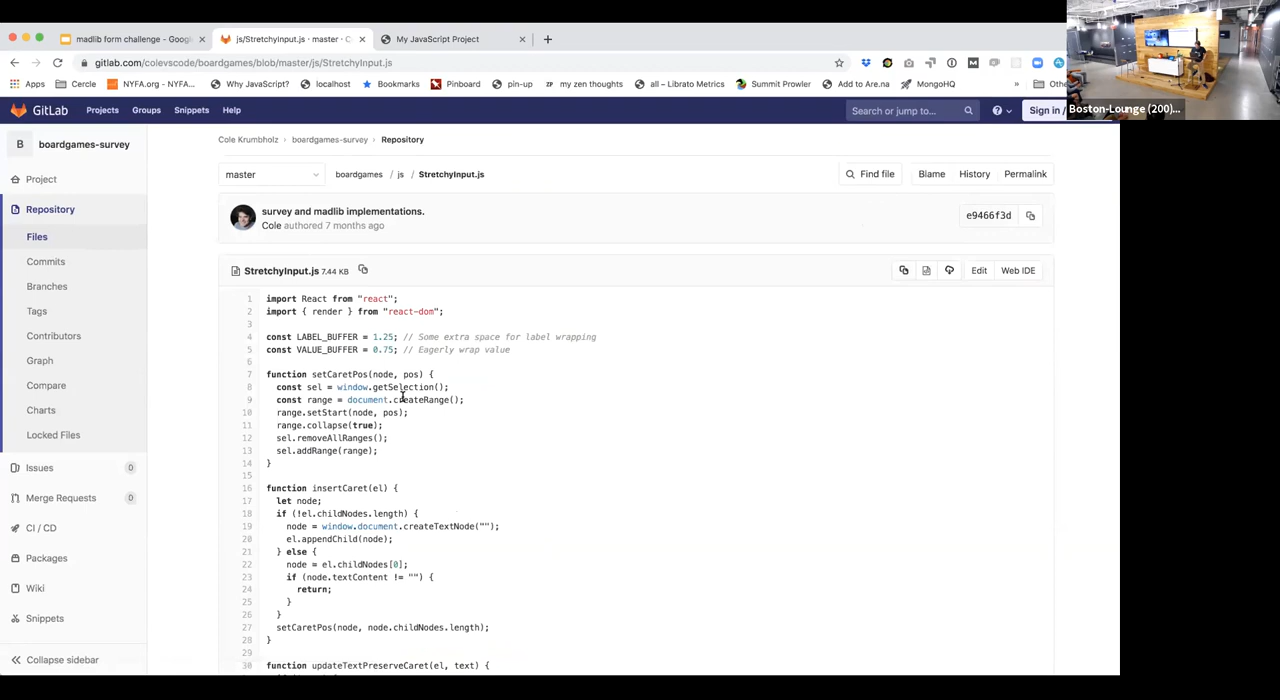 madlib form challenge - Googl
js/StretchyInput.js · master · C
My JavaScript Project
gitlab.com/colevscode/boardgames/blob/master/js/StretchyInput.js
Apps
Cercle
NYFA.org - NYFA...
Why JavaScript?
localhost
Bookmarks
Pinboard
pin-up
my zen thoughts
all – Librato Metrics
Summit Prowler
Add to Are.na
MongoHQ
»
Boston-Lounge (200)...
GitLab
Projects
Groups
Snippets
Help
Search or jump to...
Sign in /
B
boardgames-survey
Project
Repository
Files
Commits
Branches
Tags
Contributors
Graph
Compare
Charts
Locked Files
Issues 0
Merge Requests 0
CI / CD
Packages
Wiki
Snippets
Collapse sidebar
Cole Krumbholz › boardgames-survey › Repository
master
boardgames / js / StretchyInput.js
Find file
Blame
History
Permalink
survey and madlib implementations.
Cole authored 7 months ago
e9466f3d
StretchyInput.js 7.44 KB
Edit
Web IDE
1 import React from "react";
2 import { render } from "react-dom";
3
4 const LABEL_BUFFER = 1.25; // Some extra space for label wrapping
5 const VALUE_BUFFER = 0.75; // Eagerly wrap value
6
7 function setCaretPos(node, pos) {
8 const sel = window.getSelection();
9 const range = document.createRange();
10 range.setStart(node, pos);
11 range.collapse(true);
12 sel.removeAllRanges();
13 sel.addRange(range);
14 }
15
16 function insertCaret(el) {
17 let node;
18 if (!el.childNodes.length) {
19 node = window.document.createTextNode("");
20 el.appendChild(node);
21 } else {
22 node = el.childNodes[0];
23 if (node.textContent != "") {
24 return;
25 }
26 }
27 setCaretPos(node, node.childNodes.length);
28 }
29
30 function updateTextPreserveCaret(el, text) {